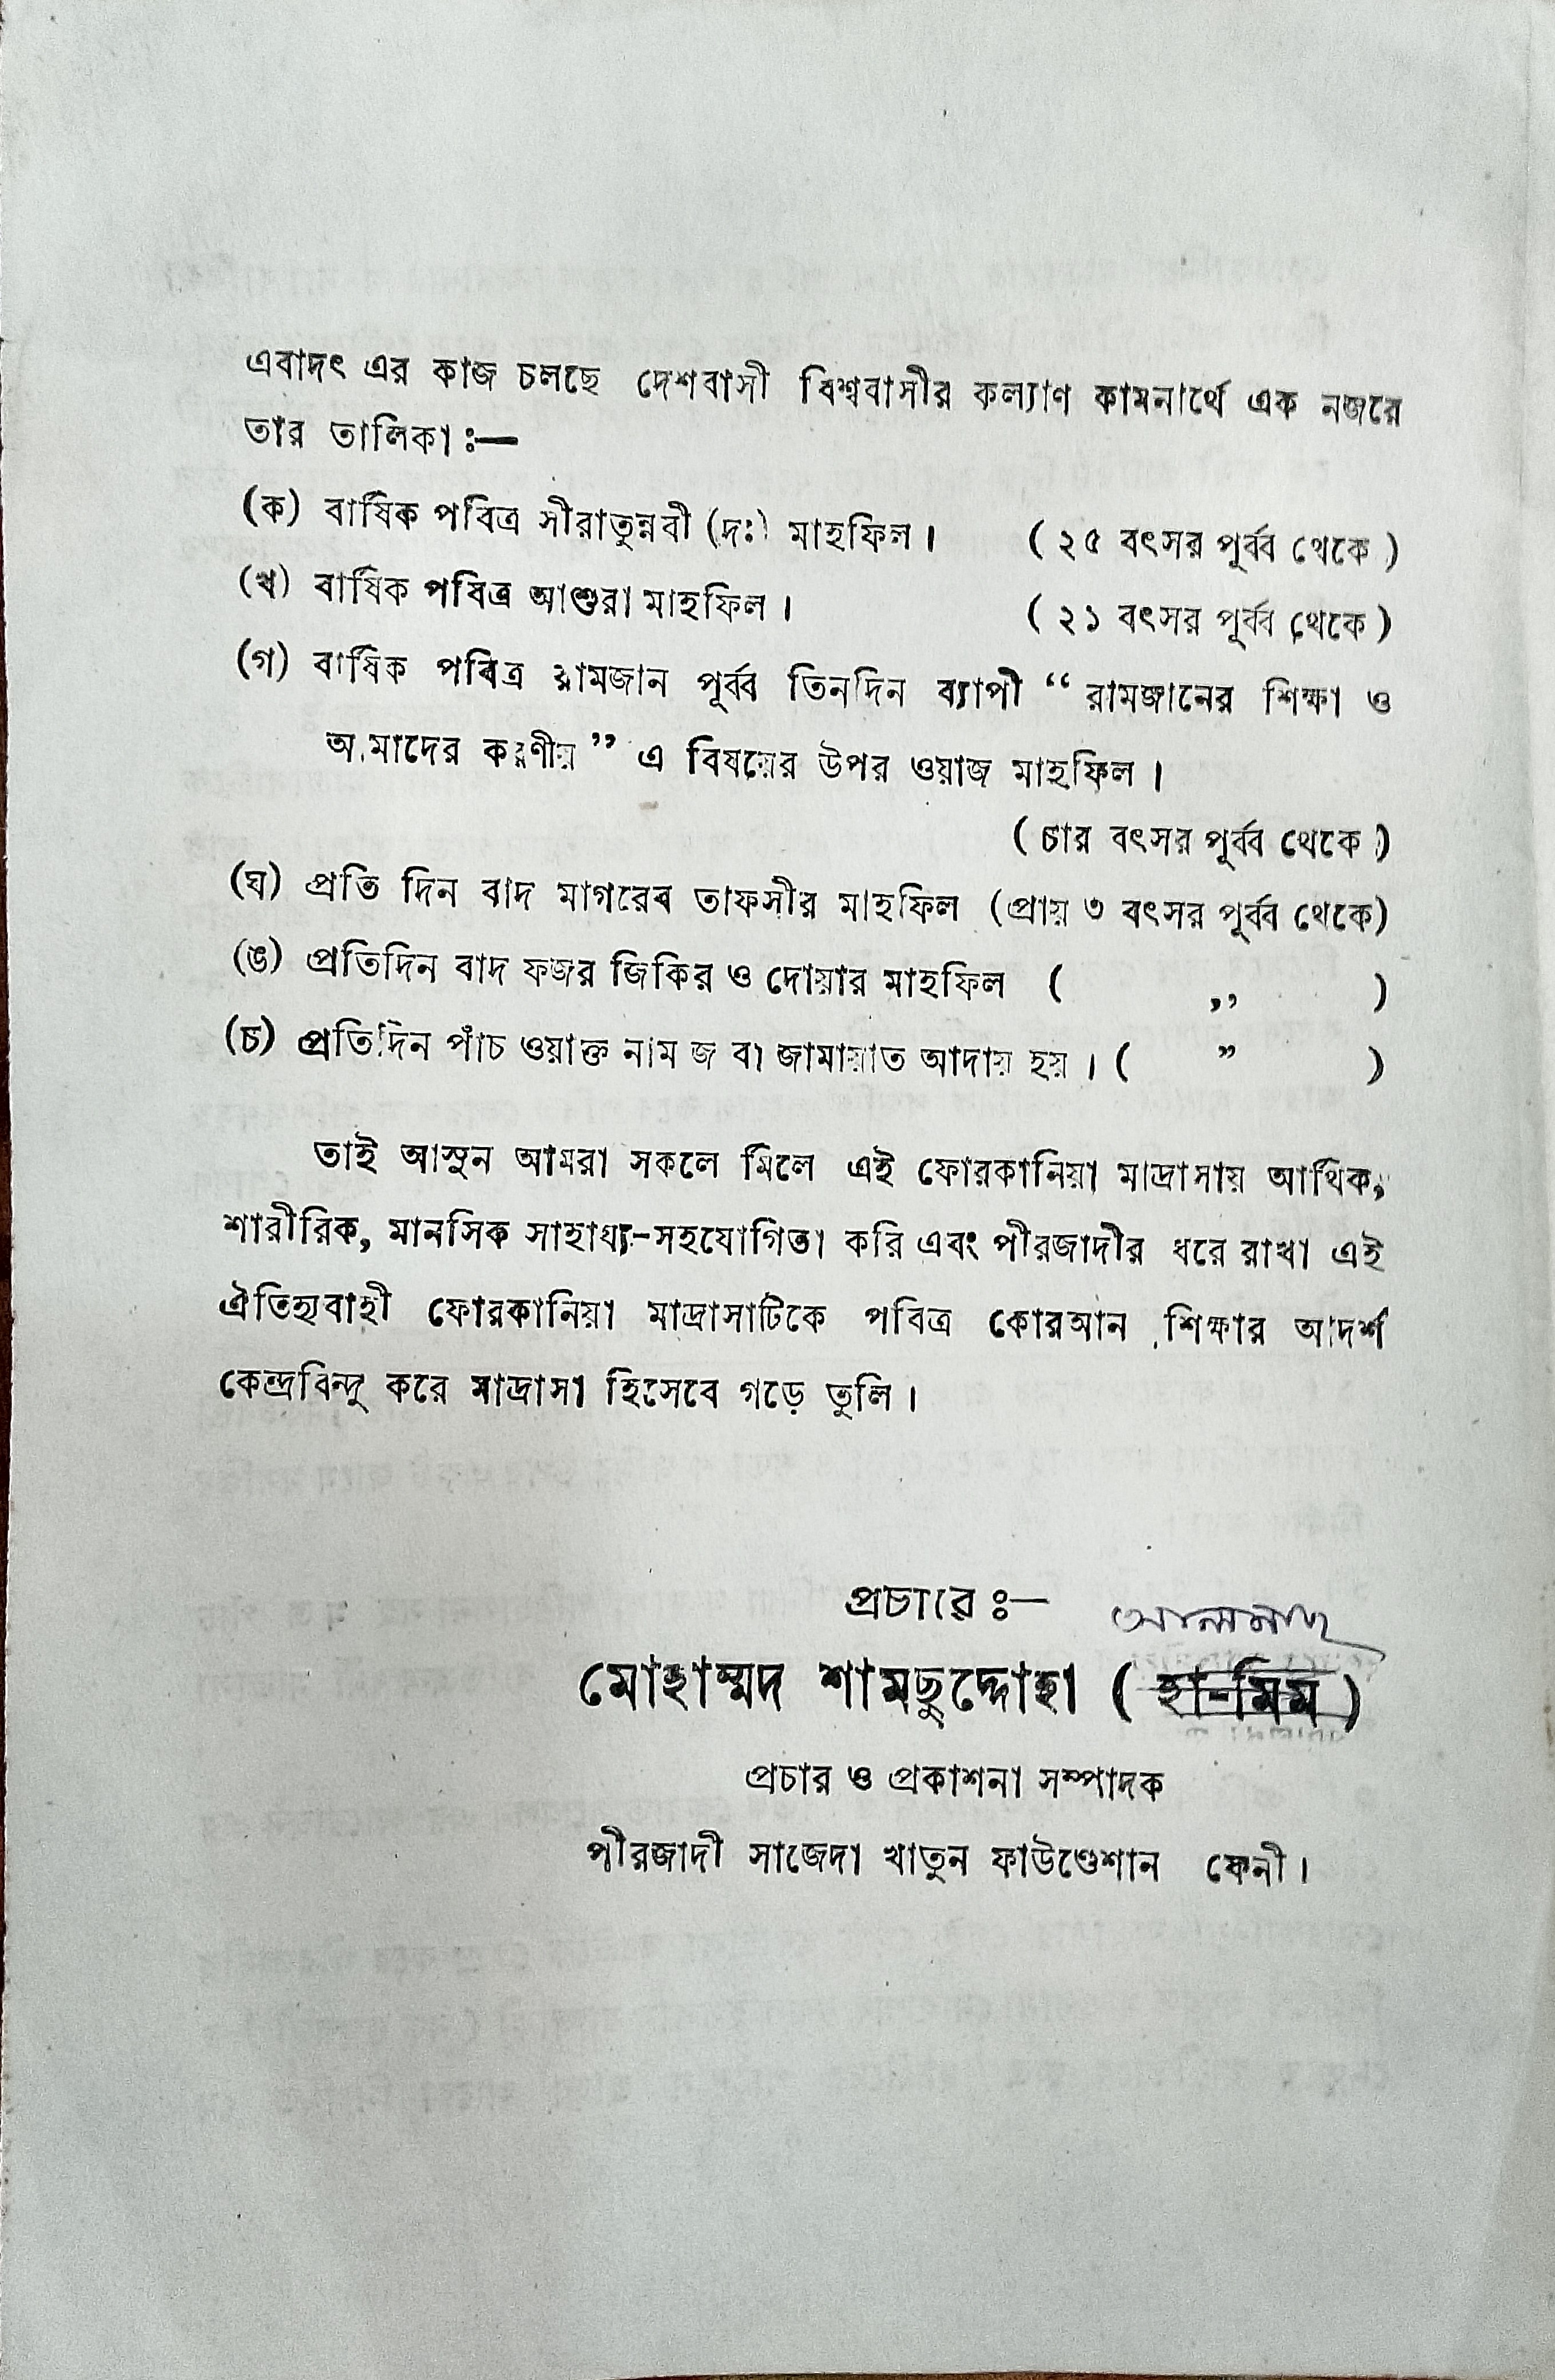 এবাদৎ এর কাজ চলছে দেশবাসী বিশ্ববাসীর কল্যাণ কামনার্থে এক নজরে
তার তালিকা ঃ—
(ক) বার্ষিক পবিত্র সীরাতুন্নবী (দঃ) মাহফিল। (২৫ বৎসর পূর্ব্ব থেকে)
(খ) বার্ষিক পবিত্র আশুরা মাহফিল। (২১ বৎসর পূর্ব্ব থেকে)
(গ) বার্ষিক পবিত্র রামজান পূর্ব্ব তিনদিন ব্যাপী “রামজানের শিক্ষা ও
আমাদের করণীয়” এ বিষয়ের উপর ওয়াজ মাহফিল।
(চার বৎসর পূর্ব্ব থেকে)
(ঘ) প্রতি দিন বাদ মাগরেব তাফসীর মাহফিল (প্রায় ৩ বৎসর পূর্ব্ব থেকে)
(ঙ) প্রতিদিন বাদ ফজর জিকির ও দোয়ার মাহফিল ( ,, )
(চ) প্রতিদিন পাঁচ ওয়াক্ত নামাজ বা জামায়াত আদায় হয়। ( ” )
তাই আসুন আমরা সকলে মিলে এই ফোরকানিয়া মাদ্রাসায় আর্থিক,
শারীরিক, মানসিক সাহায্য-সহযোগিতা করি এবং পীরজাদীর ধরে রাখা এই
ঐতিহ্যবাহী ফোরকানিয়া মাদ্রাসাটিকে পবিত্র কোরআন শিক্ষার আদর্শ
কেন্দ্রবিন্দু করে মাদ্রাসা হিসেবে গড়ে তুলি।
প্রচারে ঃ—
মোহাম্মদ শামছুদ্দোহা (হা-মিম)
প্রচার ও প্রকাশনা সম্পাদক
পীরজাদী সাজেদা খাতুন ফাউণ্ডেশান ফেনী।